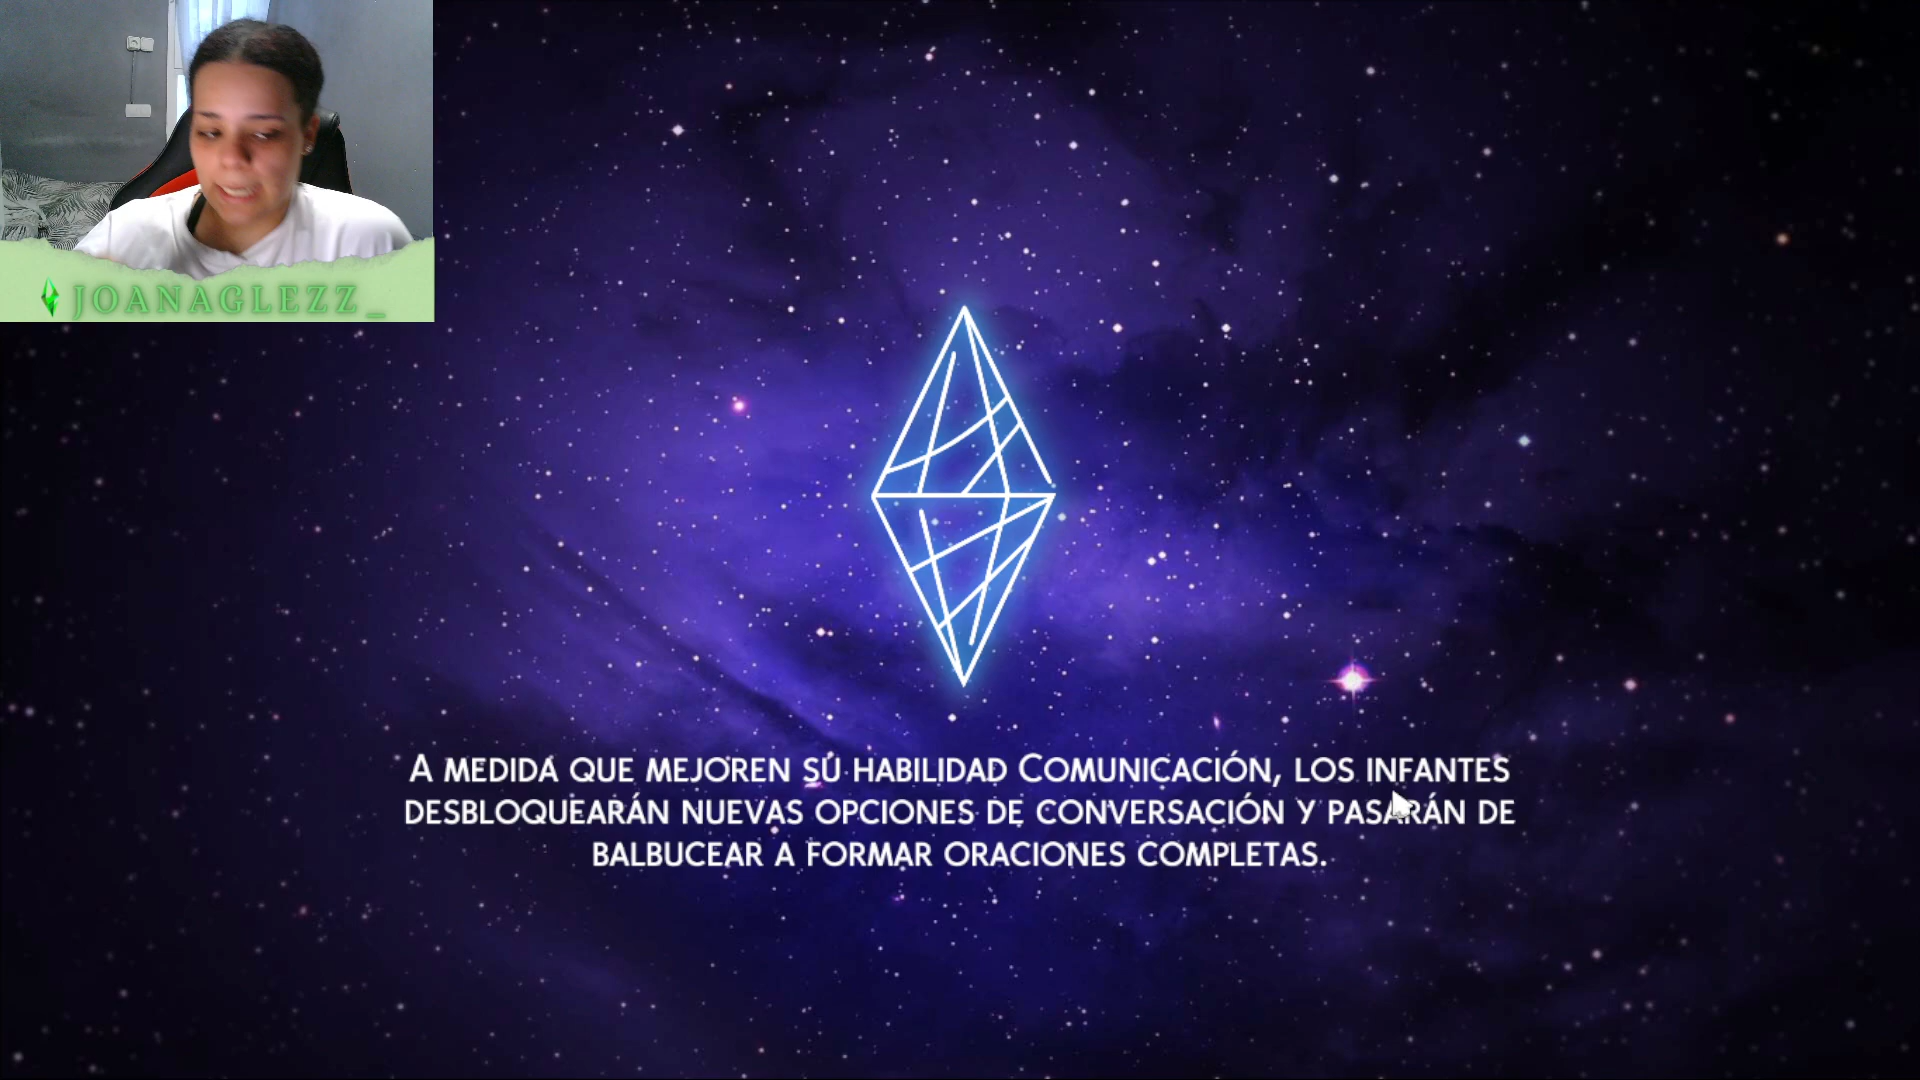 JOANAGLEZZ_
A MEDIDA QUE MEJOREN SU HABILIDAD COMUNICACIÓN, LOS INFANTES
DESBLOQUEARÁN NUEVAS OPCIONES DE CONVERSACIÓN Y PASARÁN DE
BALBUCEAR A FORMAR ORACIONES COMPLETAS.